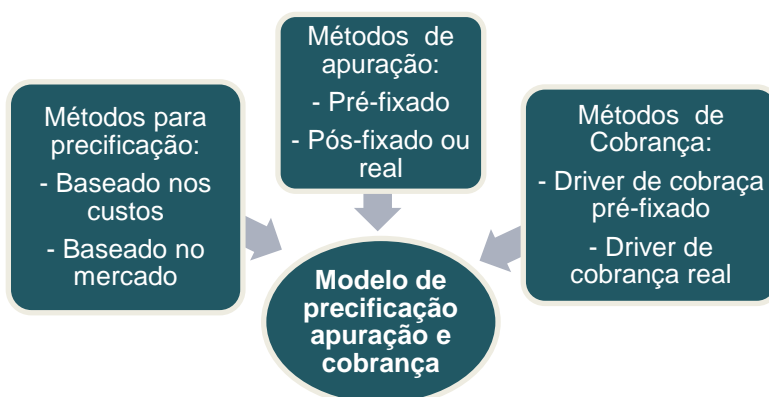 Métodos para
precificação:
- Baseado nos
custos
- Baseado no
mercado
Métodos de
apuração:
- Pré-fixado
- Pós-fixado ou
real
Métodos de
Cobrança:
- Driver de cobraça
pré-fixado
- Driver de
cobrança real
Modelo de
precificação
apuração e
cobrança